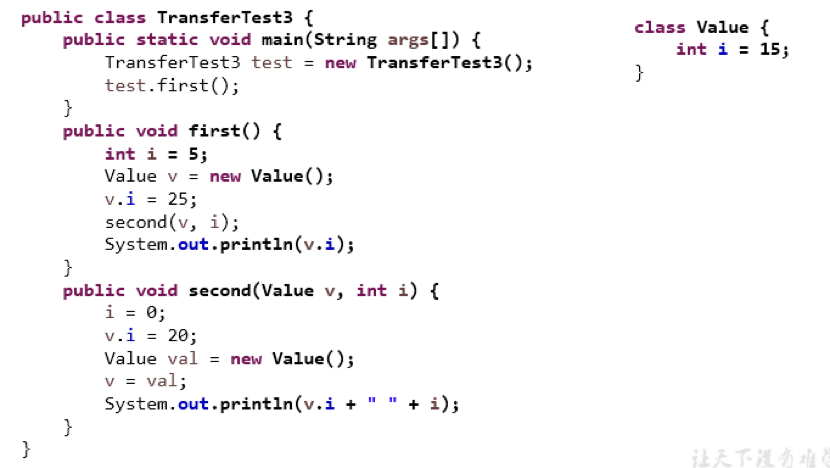 public class TransferTest3 {
    public static void main(String args[]) {
        TransferTest3 test = new TransferTest3();
        test.first();
    }
    public void first() {
        int i = 5;
        Value v = new Value();
        v.i = 25;
        second(v, i);
        System.out.println(v.i);
    }
    public void second(Value v, int i) {
        i = 0;
        v.i = 20;
        Value val = new Value();
        v = val;
        System.out.println(v.i + " " + i);
    }
}
class Value {
    int i = 15;
}
让天下没有难学